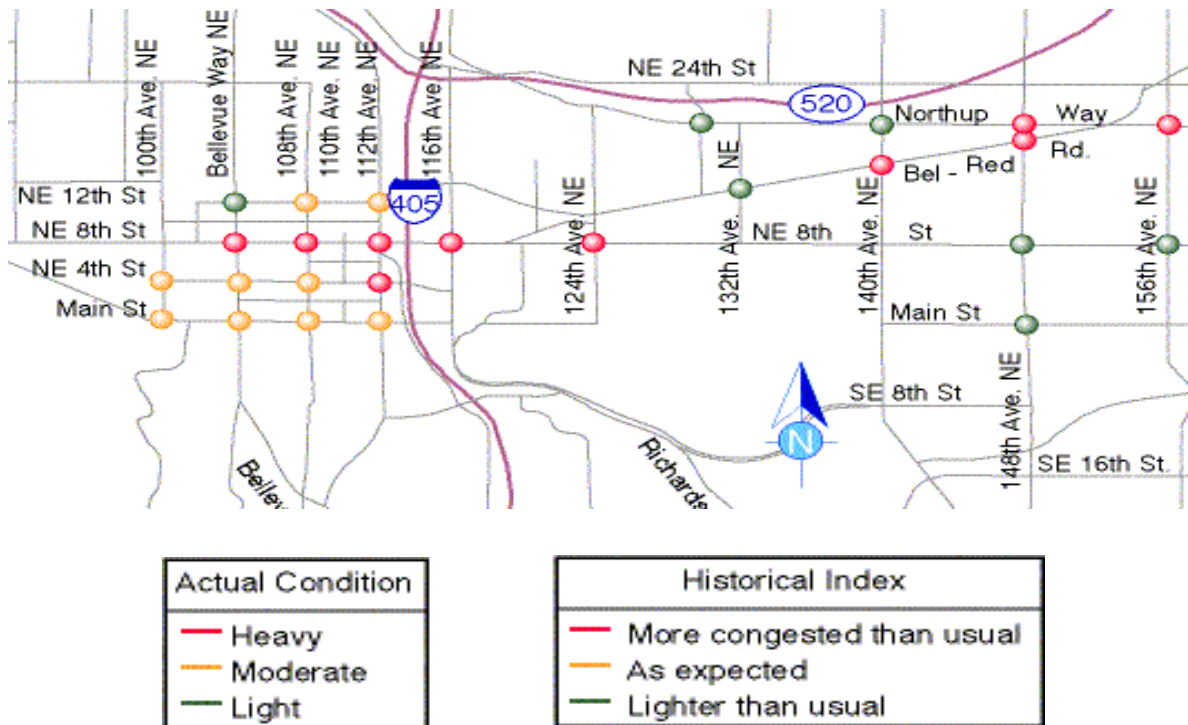 100th Ave. NE
Bellevue Way NE
108th Ave. NE
110th Ave. NE
112th Ave. NE
116th Ave. NE
NE 24th St
520
Northup Way
Bel - Red Rd.
NE 12th St
405
NE 8th St
NE 8th St
NE 4th St
Main St
124th Ave. NE
132th Ave. NE
140th Ave. NE
148th Ave. NE
156th Ave. NE
Main St
SE 8th St
N
SE 16th St.
Bellev
Richards
Actual Condition
Heavy
Moderate
Light
Historical Index
More congested than usual
As expected
Lighter than usual